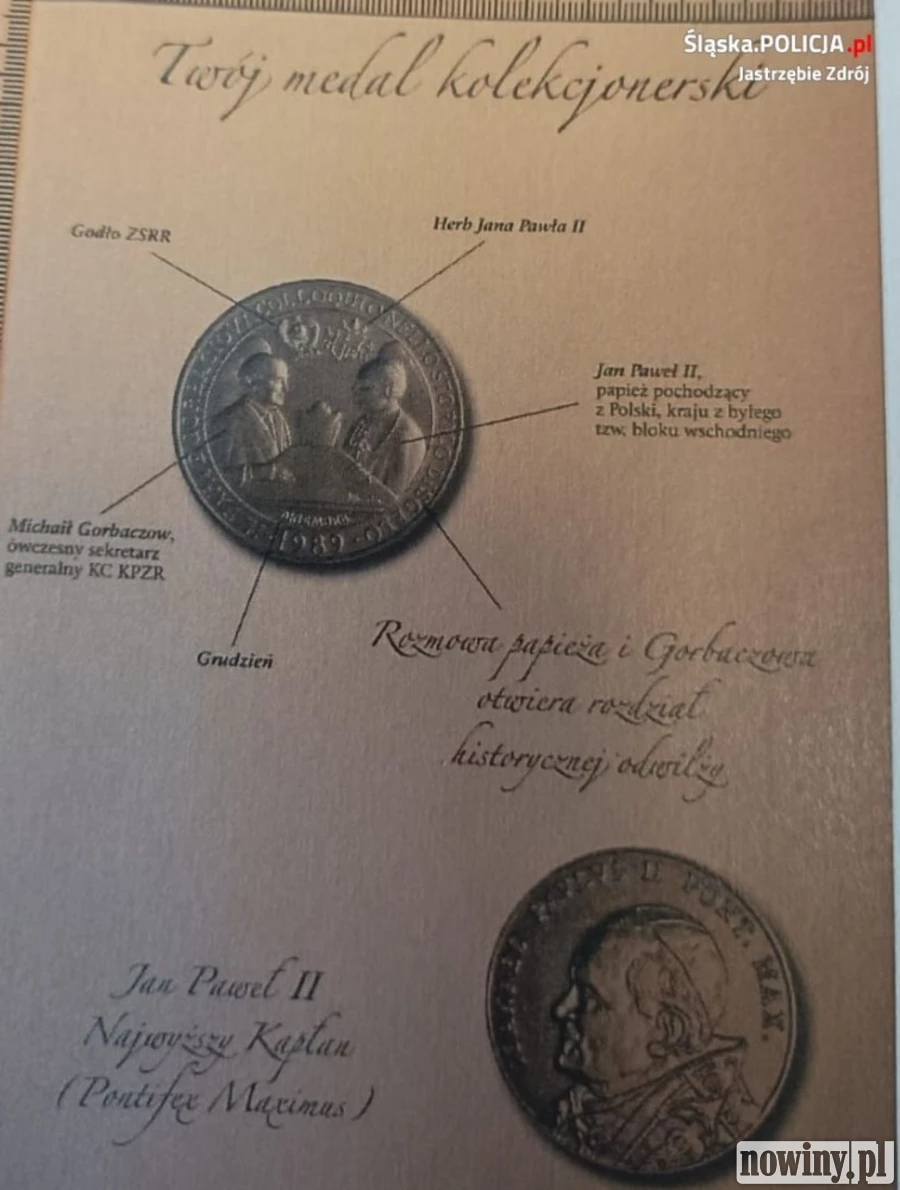 Śląska.POLICJA.pl
Jastrzębie Zdrój
Twój medal kolekcjonerski
Godło ZSRR
Herb Jana Pawła II
Jan Paweł II,
papież pochodzący
z Polski, kraju z byłego
tzw. bloku wschodniego
1989
Michaił Gorbaczow,
ówczesny sekretarz
generalny KC KPZR
Grudzień
Rozmowa papieża i Gorbaczowa
otwiera rozdział
historycznej odwilży
II PONT. MAX.
Jan Paweł II
Najwyższy Kapłan
(Pontifex Maximus)
nowiny.pl